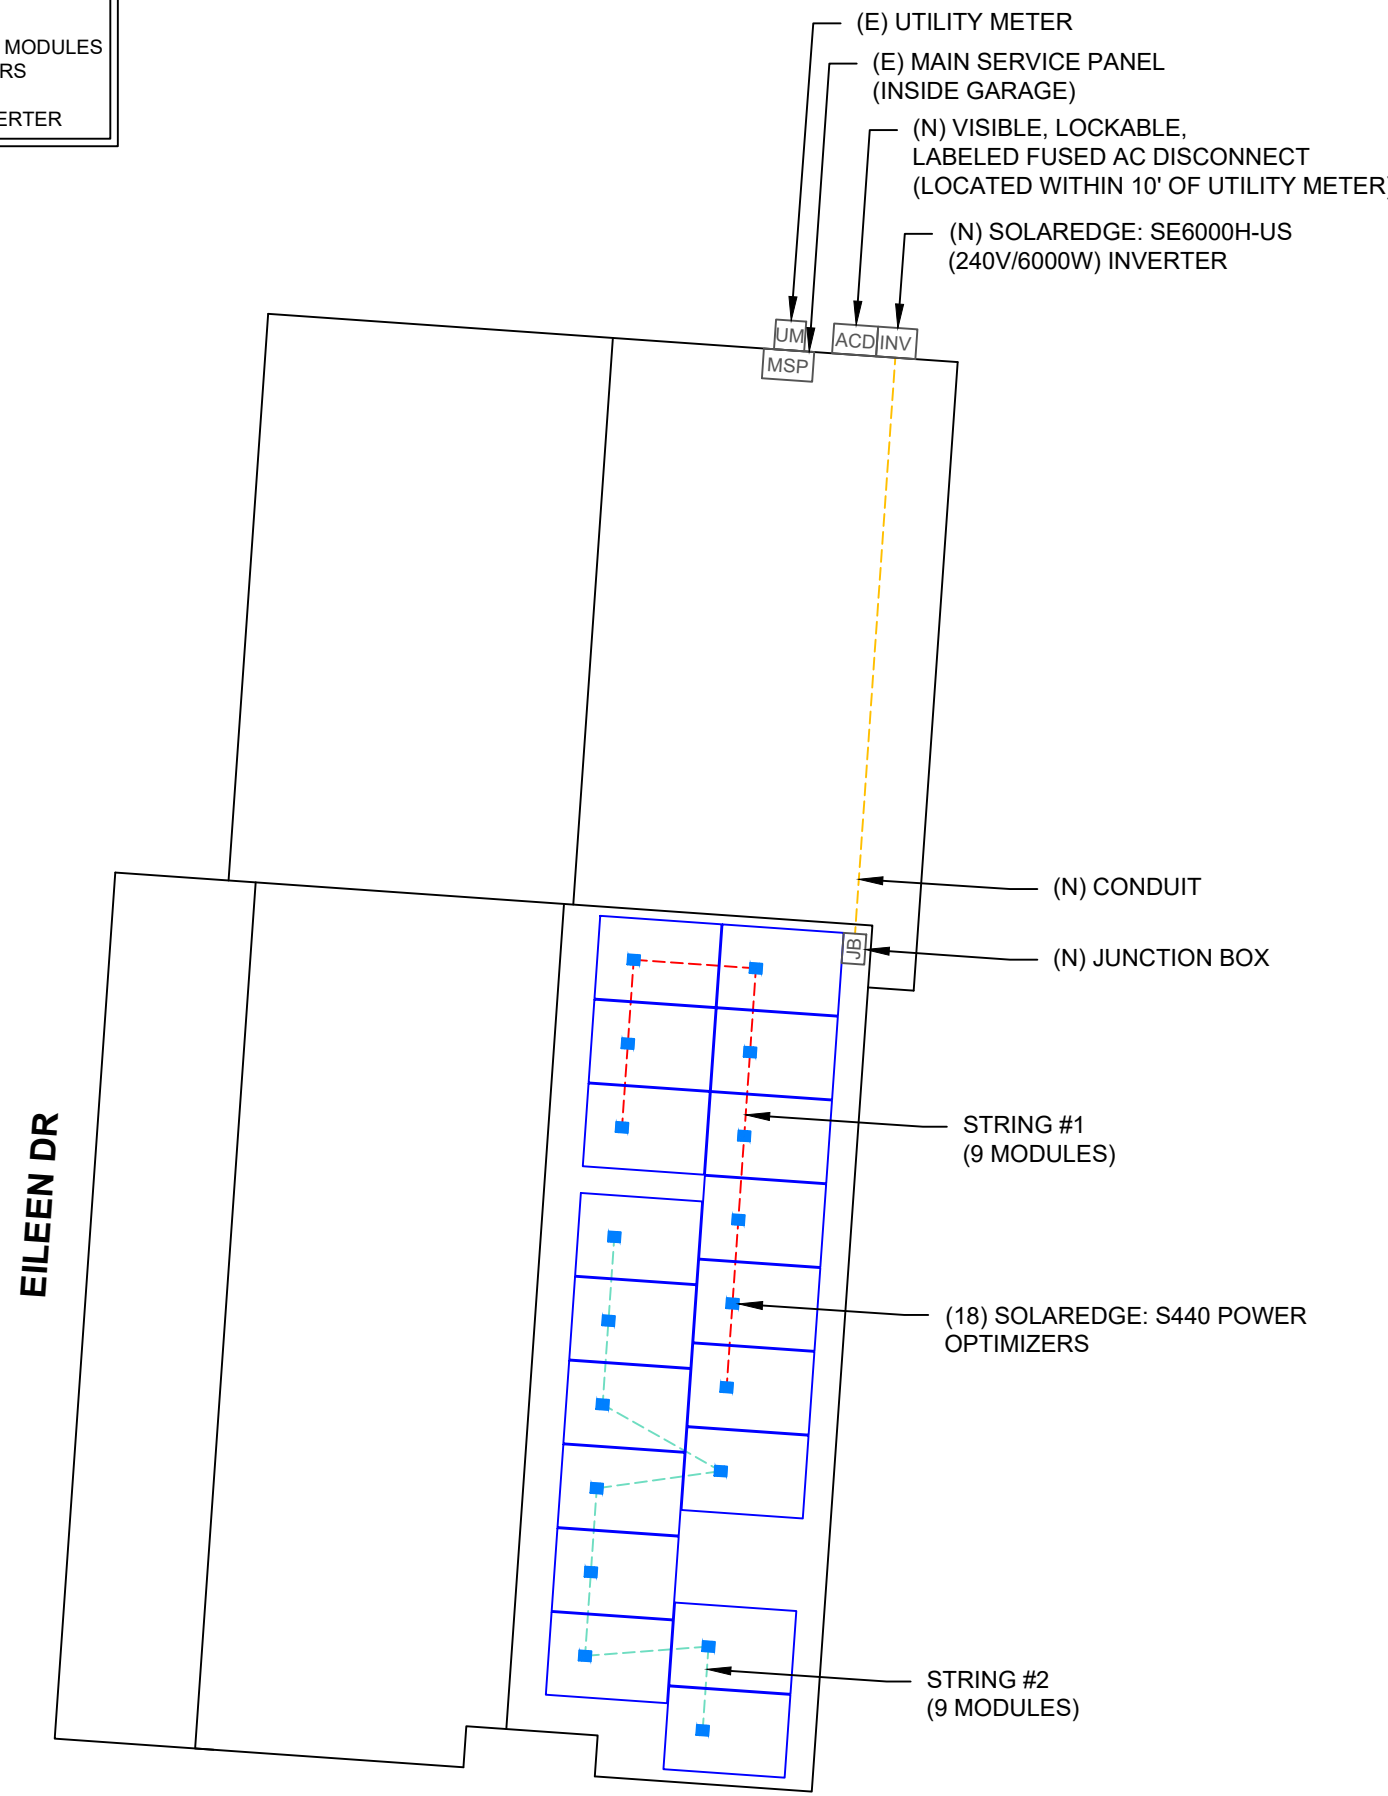 MODULES
RS
ERTER
(E) UTILITY METER
(E) MAIN SERVICE PANEL
(INSIDE GARAGE)
(N) VISIBLE, LOCKABLE,
LABELED FUSED AC DISCONNECT
(LOCATED WITHIN 10' OF UTILITY METER)
(N) SOLAREDGE: SE6000H-US
(240V/6000W) INVERTER
UM
MSP
ACD
INV
(N) CONDUIT
JB
(N) JUNCTION BOX
STRING #1
(9 MODULES)
EILEEN DR
(18) SOLAREDGE: S440 POWER
OPTIMIZERS
STRING #2
(9 MODULES)